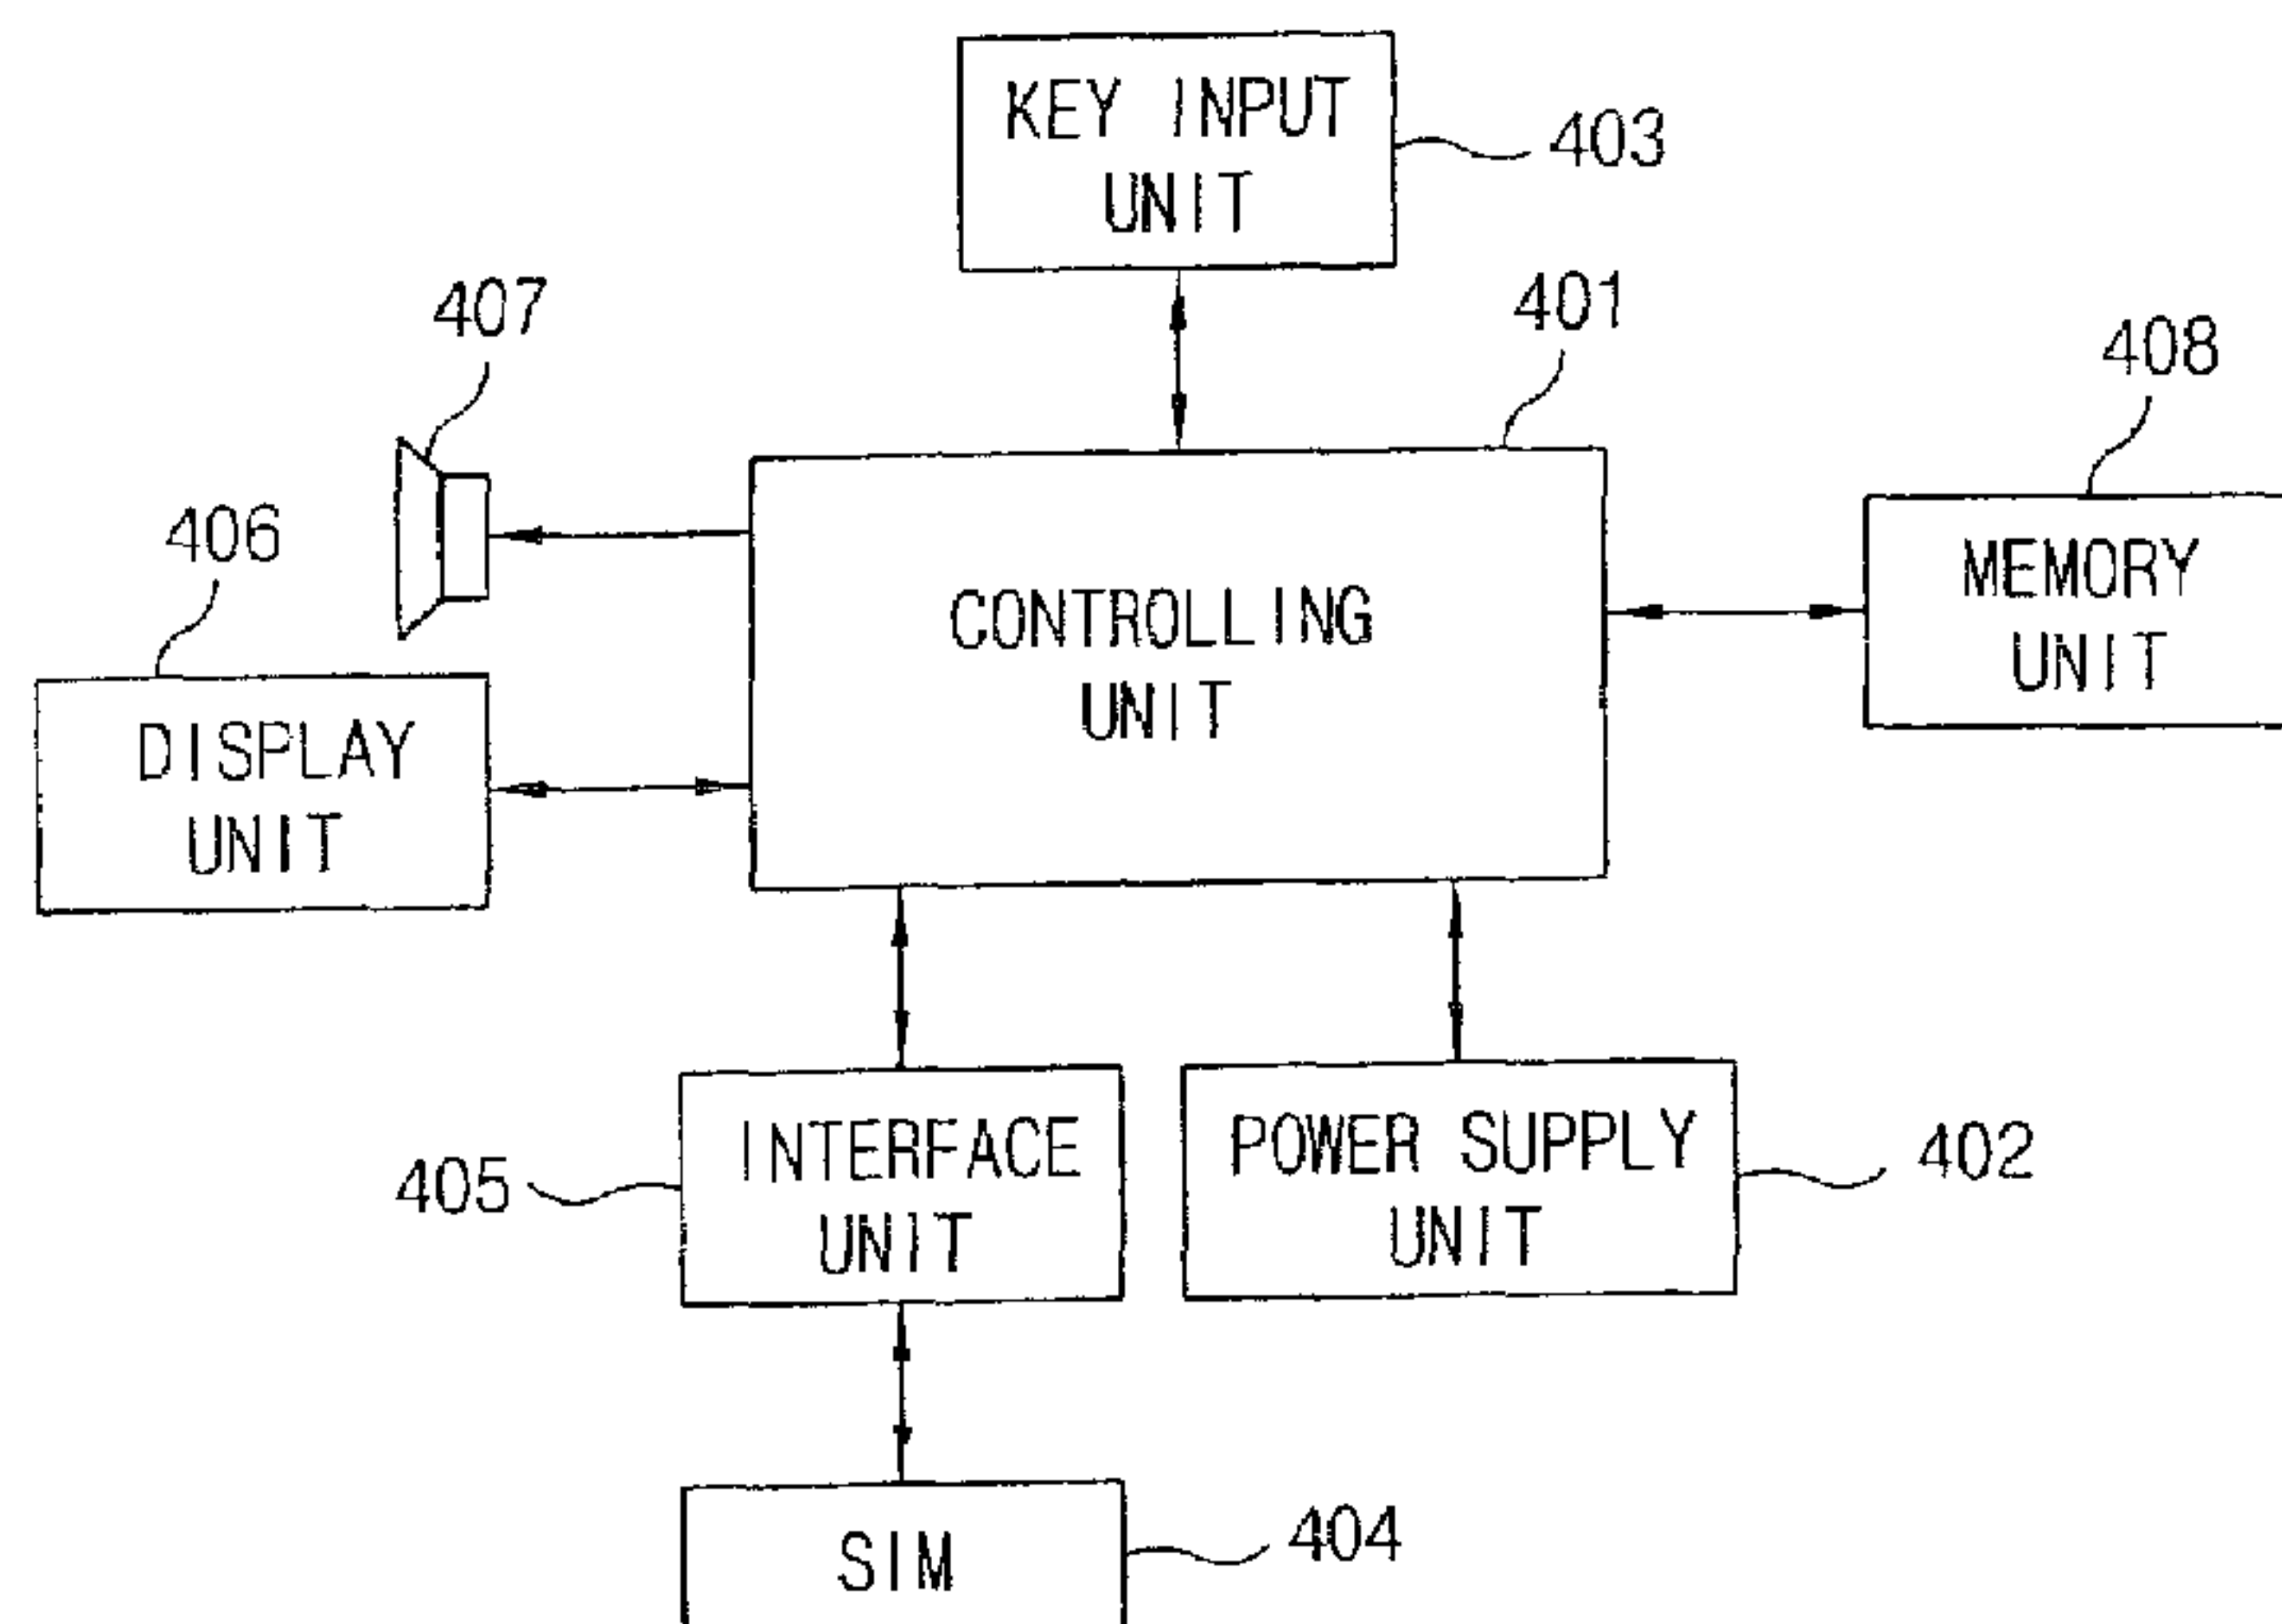 KEY INPUT
UNIT
403
407
401
408
406
MEMORY
UNIT
CONTROLLING
UNIT
DISPLAY
UNIT
INTERFACE
UNIT
405
POWER SUPPLY
UNIT
402
SIM
404